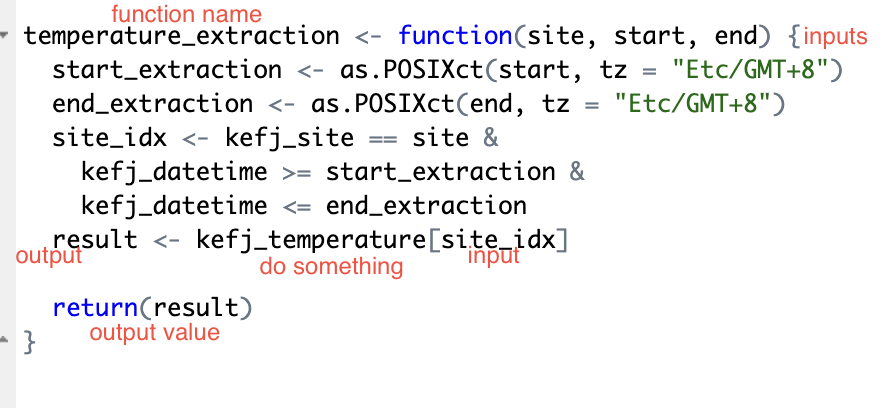 function name
temperature_extraction <- function(site, start, end) {inputs
start_extraction <- as.POSIXct(start, tz = "Etc/GMT+8")
end_extraction <- as.POSIXct(end, tz = "Etc/GMT+8")
site_idx <- kefj_site == site &
kefj_datetime >= start_extraction &
kefj_datetime <= end_extraction
result <- kefj_temperature[site_idx]
output do something input
return(result)
output value
}